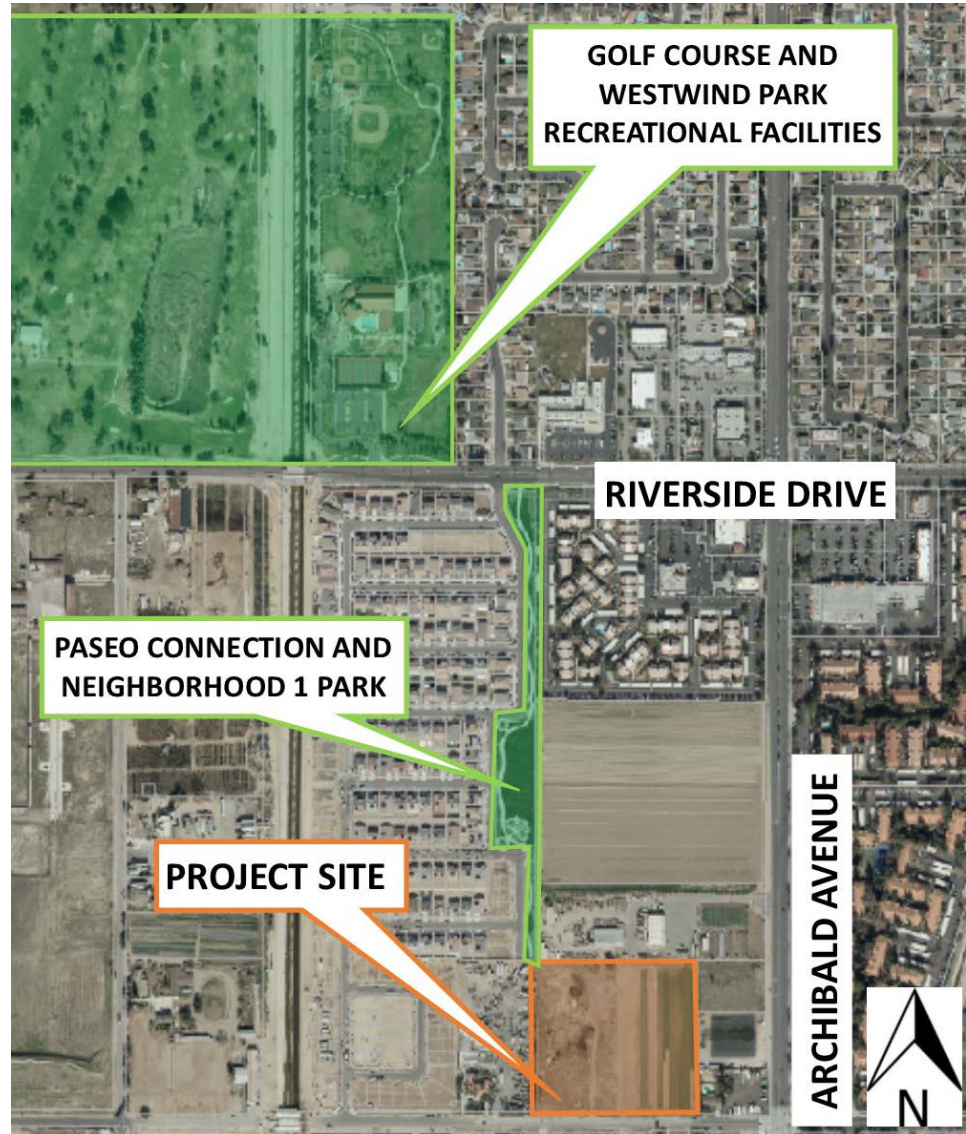 GOLF COURSE AND
WESTWIND PARK
RECREATIONAL FACILITIES
RIVERSIDE DRIVE
PASEO CONNECTION AND
NEIGHBORHOOD 1 PARK
PROJECT SITE
ARCHIBALD AVENUE
N